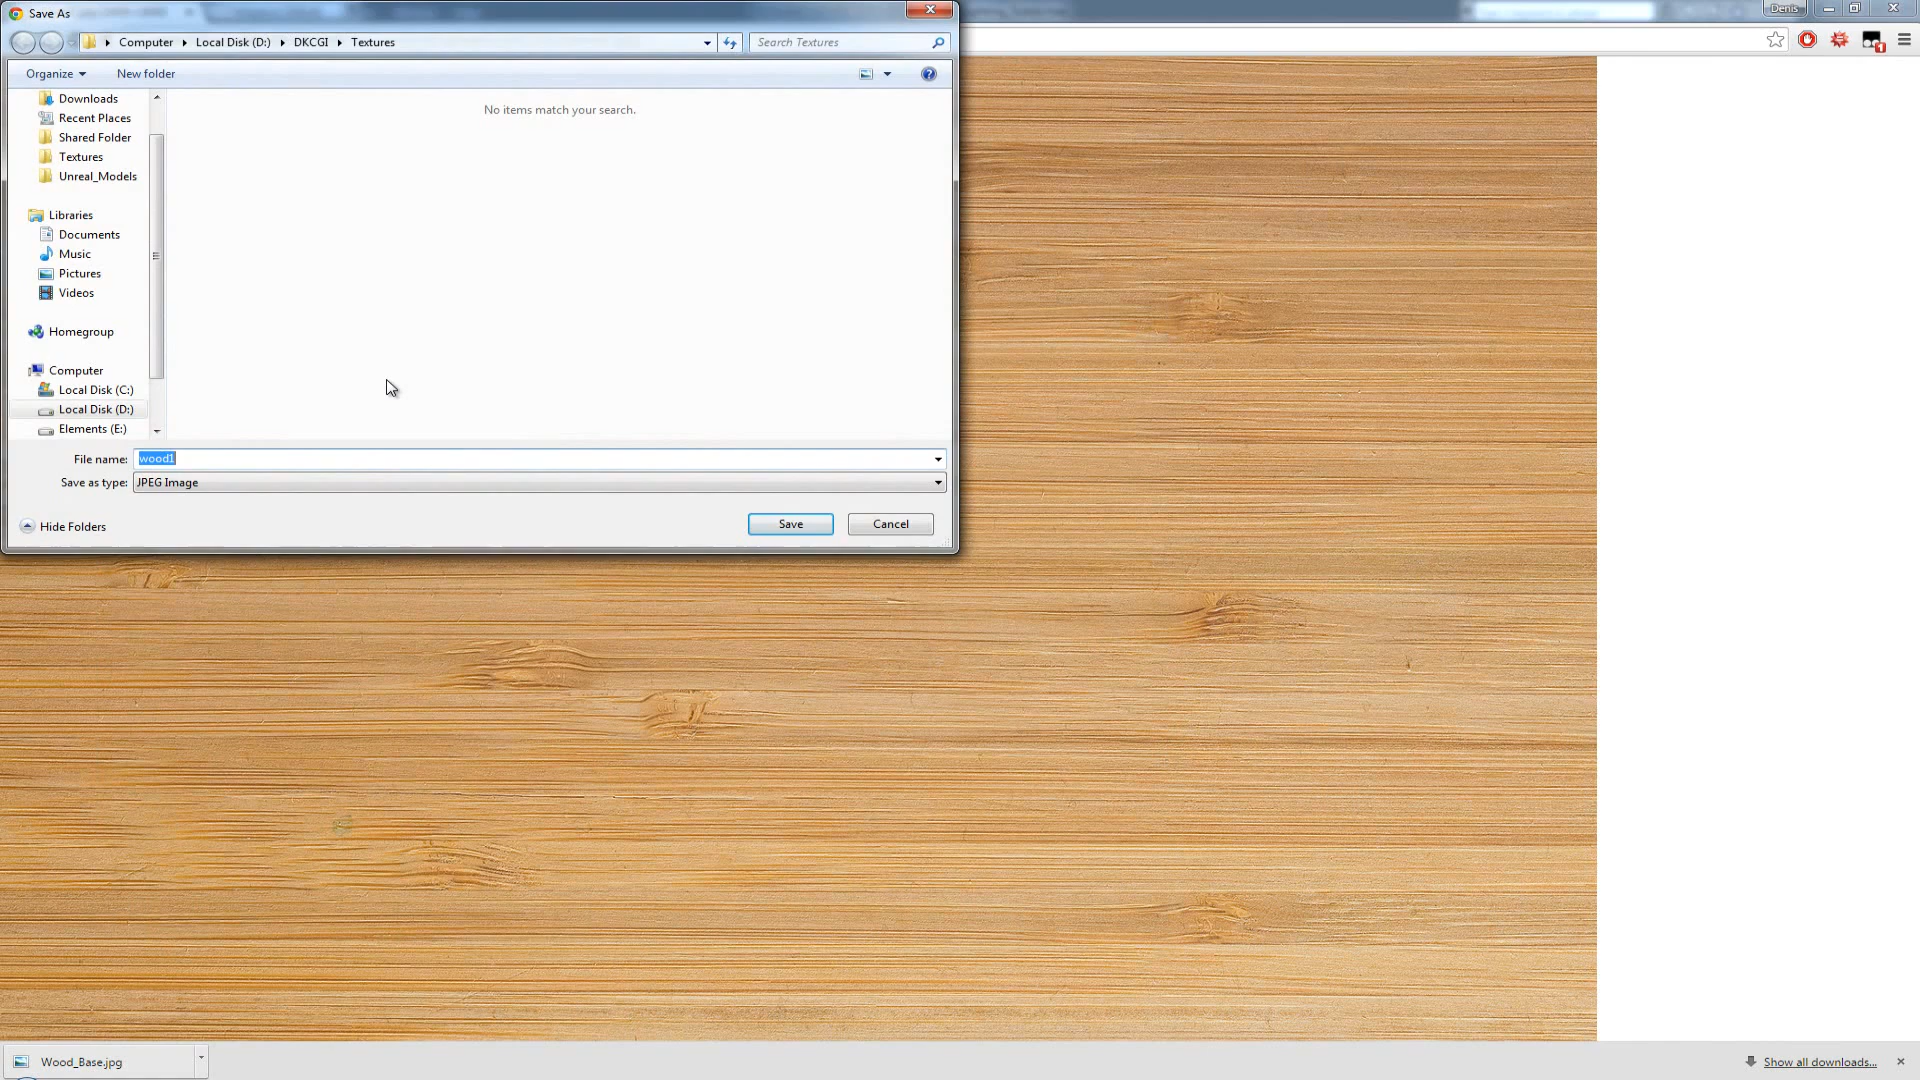 Save As
Denis
Computer Local Disk (D:) DKCGI Textures
Search Textures
Organize New folder
Downloads
Recent Places
Shared Folder
Textures
Unreal_Models
Libraries
Documents
Music
Pictures
Videos
Homegroup
Computer
Local Disk (C:)
Local Disk (D:)
Elements (E:)
No items match your search.
File name: wood1
Save as type: JPEG Image
Hide Folders
Save Cancel
1
Wood_Base.jpg
Show all downloads...